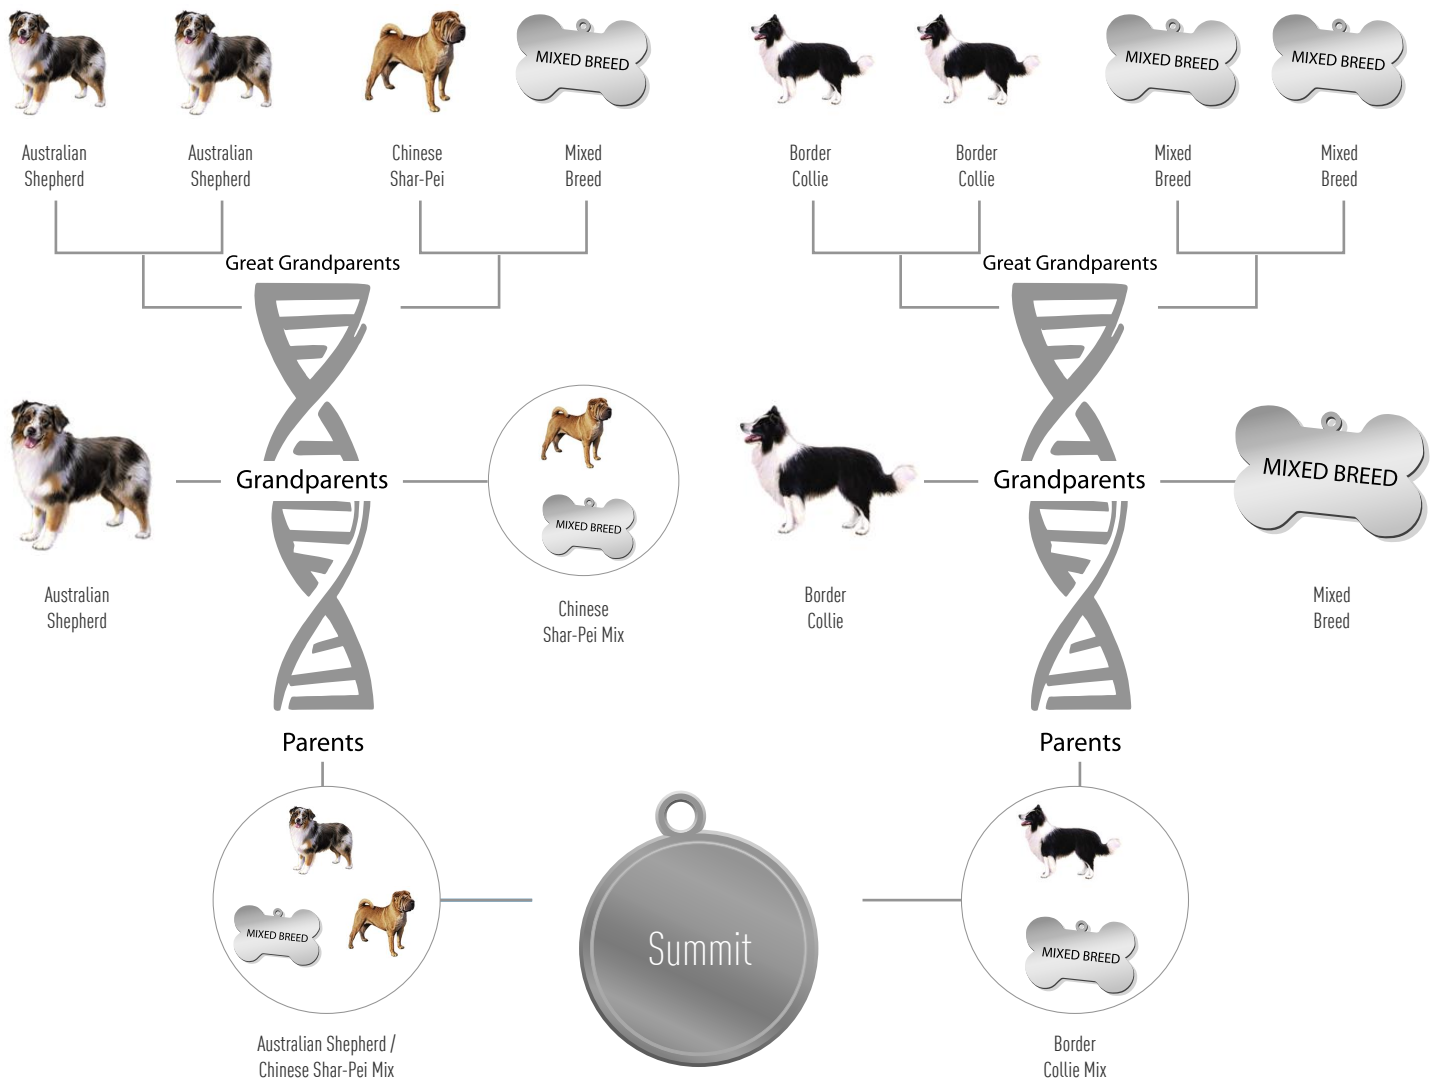 MIXED BREED
MIXED BREED
MIXED BREED
Australian
Shepherd
Australian
Shepherd
Chinese
Shar-Pei
Mixed
Breed
Border
Collie
Border
Collie
Mixed
Breed
Mixed
Breed
Great Grandparents
Great Grandparents
Grandparents
MIXED BREED
Grandparents
MIXED BREED
Australian
Shepherd
Chinese
Shar-Pei Mix
Border
Collie
Mixed
Breed
Parents
Parents
MIXED BREED
Summit
MIXED BREED
Australian Shepherd /
Chinese Shar-Pei Mix
Border
Collie Mix